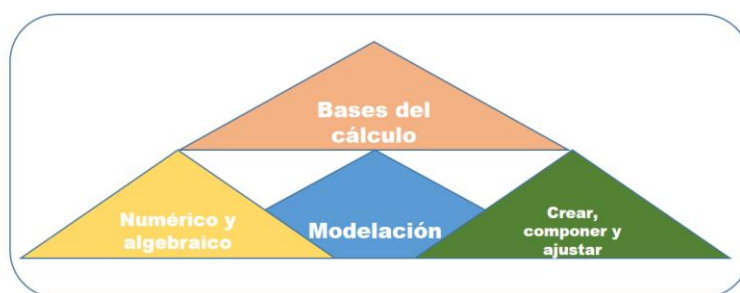 Bases del
cálculo
Numérico y
algebraico
Modelación
Crear,
componer y
ajustar